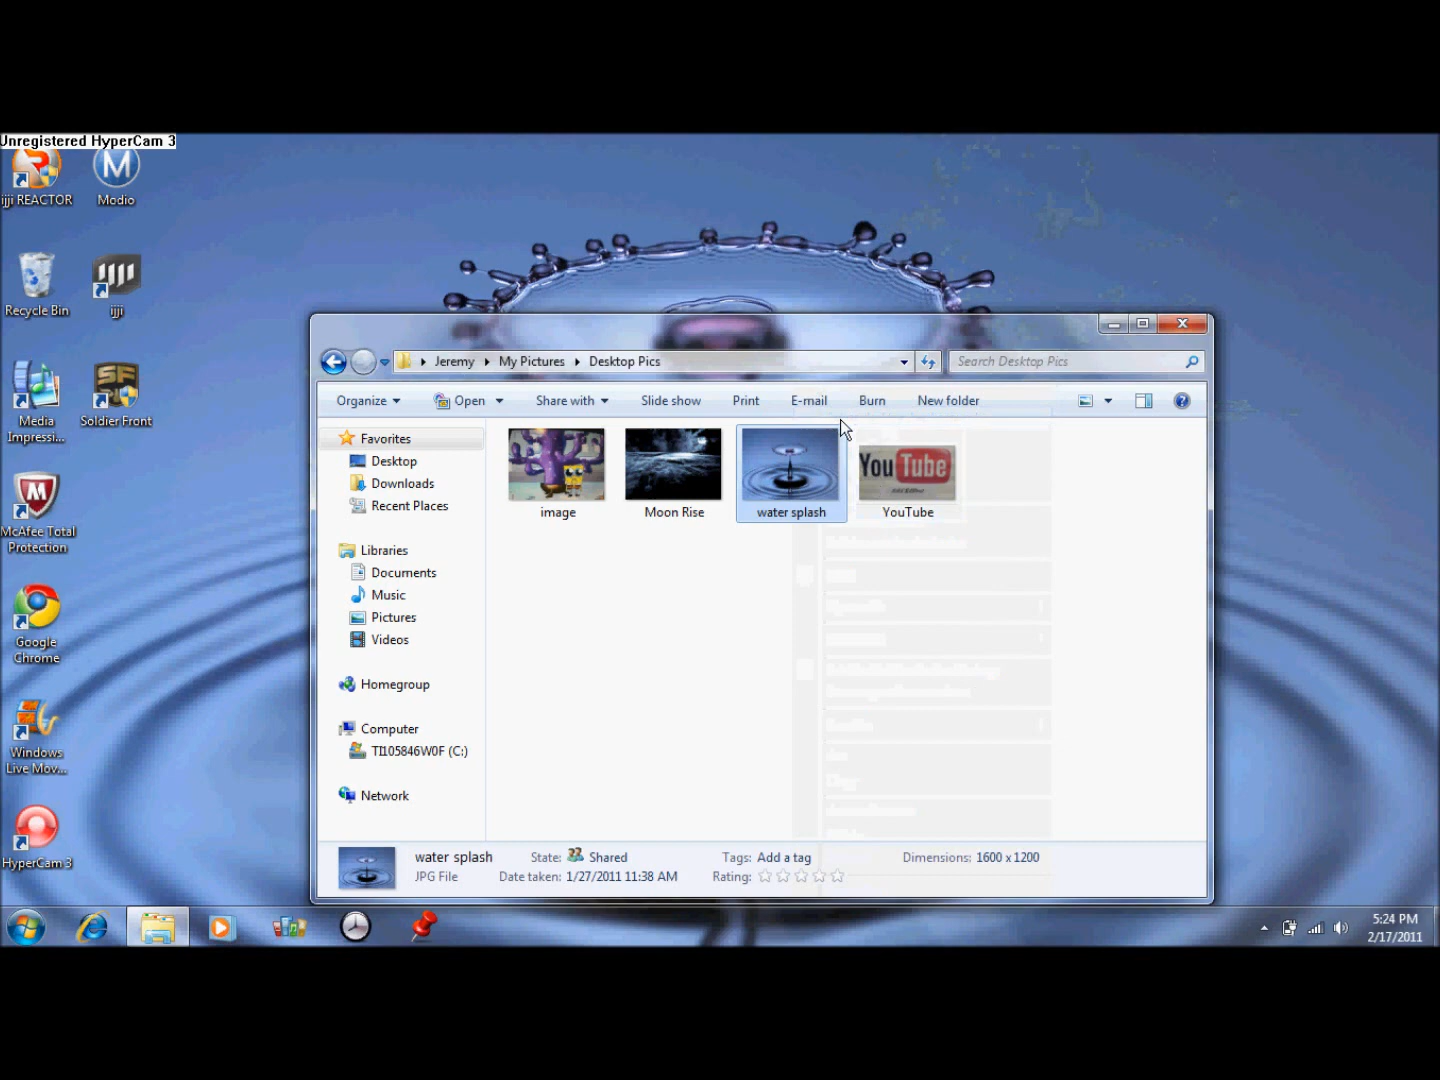 Unregistered HyperCam 3
ijji REACTOR
Modio
Recycle Bin
ijji
Media
Impressi...
Soldier Front
McAfee Total
Protection
Google
Chrome
Windows
Live Mov...
HyperCam 3
Jeremy
My Pictures
Desktop Pics
Search Desktop Pics
Organize
Open
Share with
Slide show
Print
E-mail
Burn
New folder
Favorites
Desktop
Downloads
Recent Places
Libraries
Documents
Music
Pictures
Videos
Homegroup
Computer
TI105846W0F (C:)
Network
image
Moon Rise
water splash
You Tube
YouTube
water splash
JPG File
State: Shared
Date taken: 1/27/2011 11:38 AM
Tags: Add a tag
Rating:
Dimensions: 1600 x 1200
5:24 PM
2/17/2011